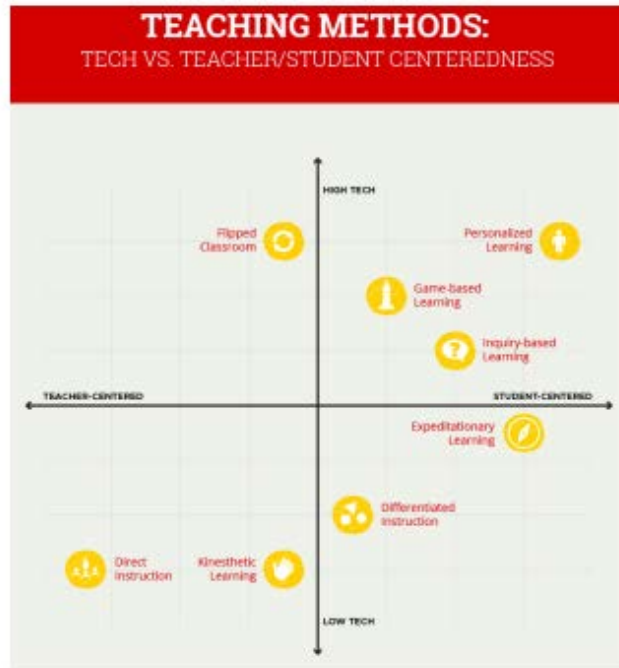 TEACHING METHODS:
TECH VS. TEACHER/STUDENT CENTEREDNESS
HIGH TECH
Flipped
Classroom
Personalized
Learning
Game-based
Learning
?
Inquiry-based
Learning
TEACHER-CENTERED
STUDENT-CENTERED
Expeditationary
Learning
Differentiated
Instruction
Direct
Instruction
Kinesthetic
Learning
LOW TECH